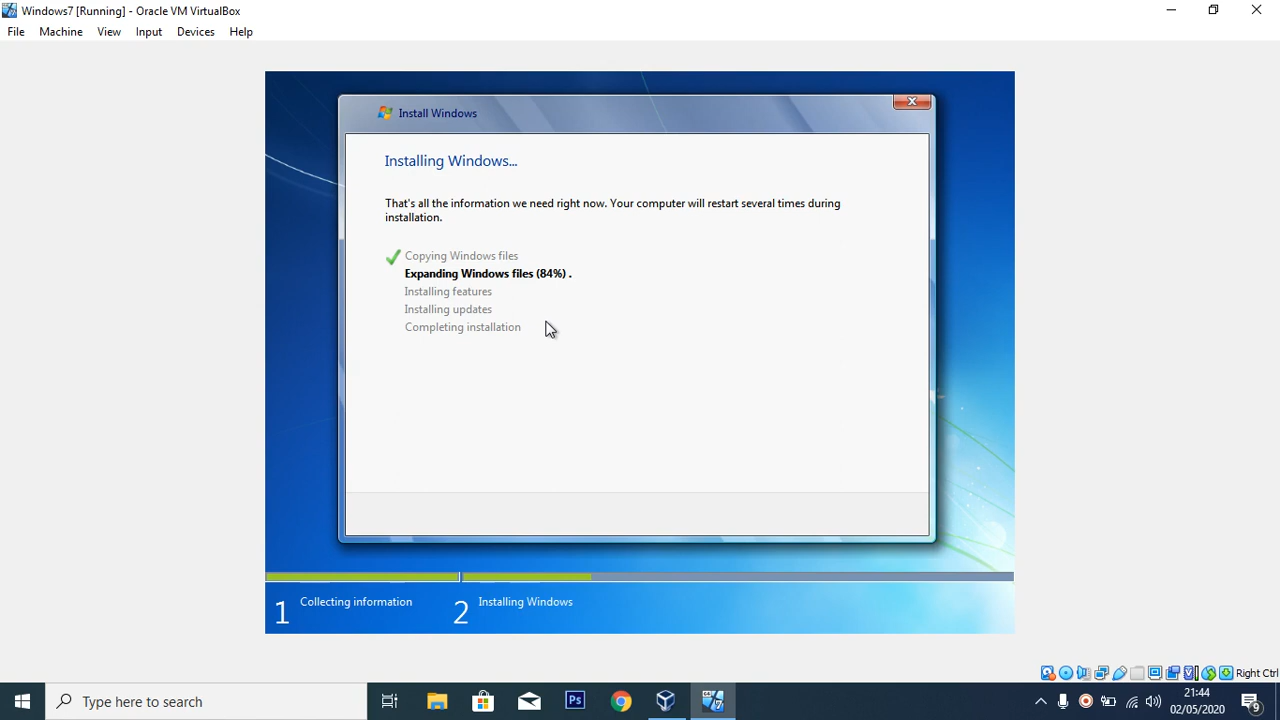 Windows7 [Running] - Oracle VM VirtualBox
File Machine View Input Devices Help
Install Windows
Installing Windows...
That's all the information we need right now. Your computer will restart several times during
installation.
Copying Windows files
Expanding Windows files (84%) .
Installing features
Installing updates
Completing installation
1 Collecting information 2 Installing Windows
Right Ctrl
Type here to search
Ps
21:44
02/05/2020
9